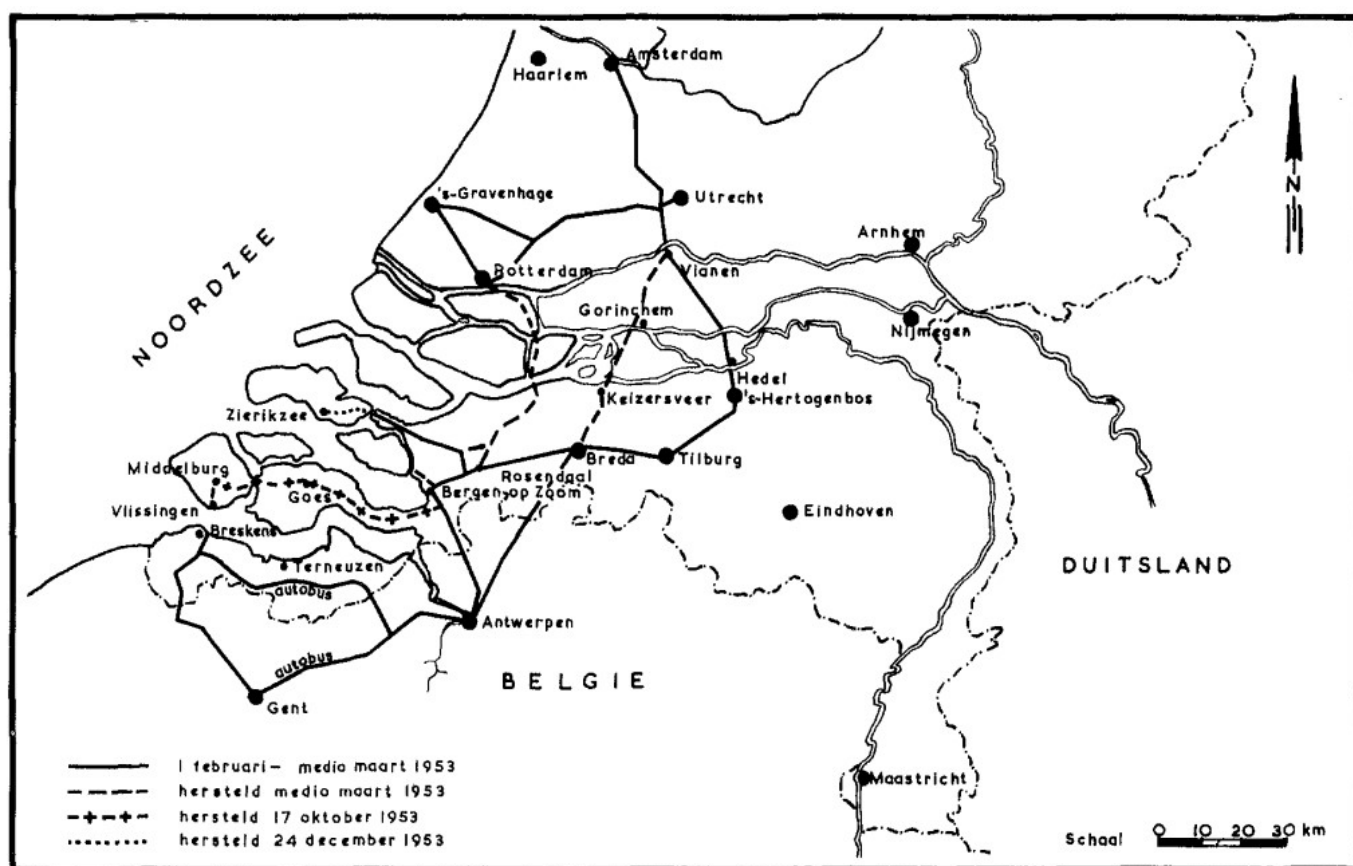 Amsterdam
Haarlem
N
's-Gravenhage
Utrecht
NOORDZEE
Arnhem
Rotterdam
Vianen
Gorinchem
Nijmegen
Hedel
Keizersveer
's-Hertogenbos
Zierikzee
Middelburg
Breda
Tilburg
Rosendaal
Goes
Bergen op Zoom
Vlissingen
Eindhoven
Breskens
Terneuzen
DUITSLAND
autobus
Antwerpen
autobus
BELGIE
Gent
1 februari – medio maart 1953
hersteld medio maart 1953
hersteld 17 oktober 1953
hersteld 24 december 1953
Maastricht
Schaal 0 10 20 30 km